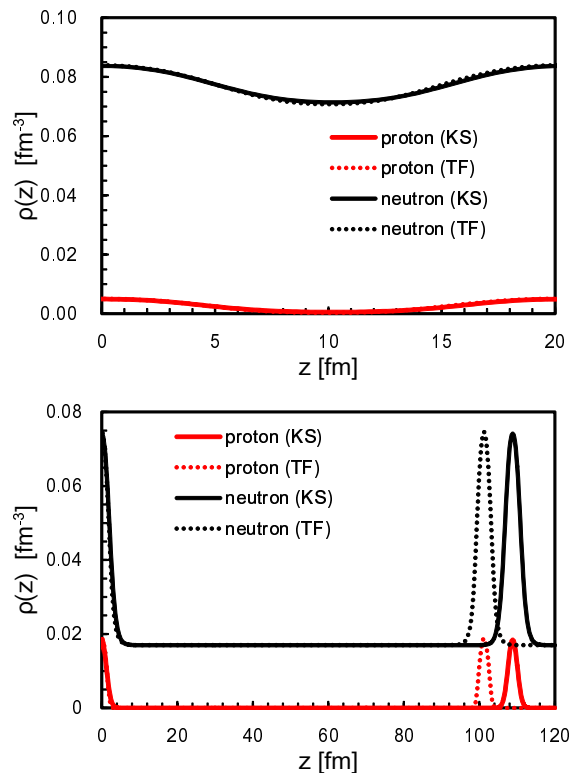 0.10
0.08
0.06
0.04
0.02
0.00
ρ(z) [fm⁻³]
proton (KS)
proton (TF)
neutron (KS)
neutron (TF)
0 5 10 15 20
z [fm]
0.08
0.06
0.04
0.02
0
ρ(z) [fm⁻³]
proton (KS)
proton (TF)
neutron (KS)
neutron (TF)
0 20 40 60 80 100 120
z [fm]